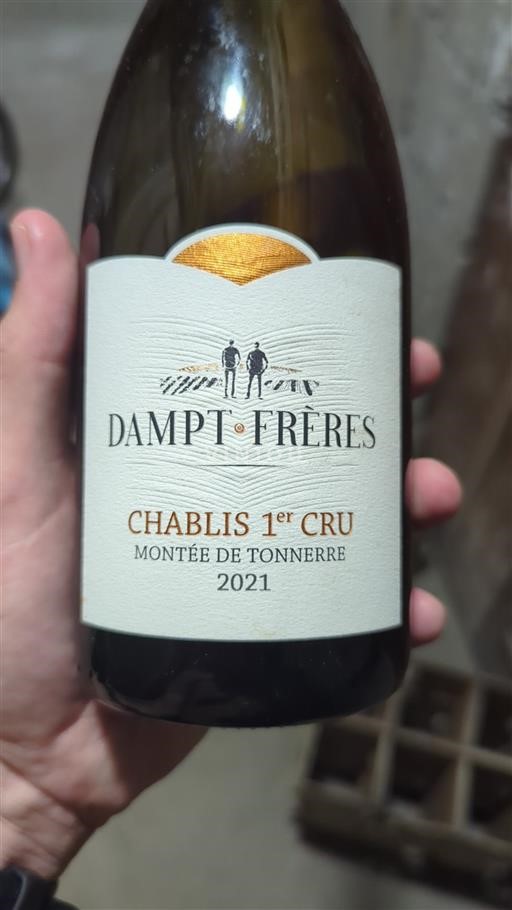 DAMPT • FRÈRES
CHABLIS 1er CRU
MONTÉE DE TONNERRE
2021